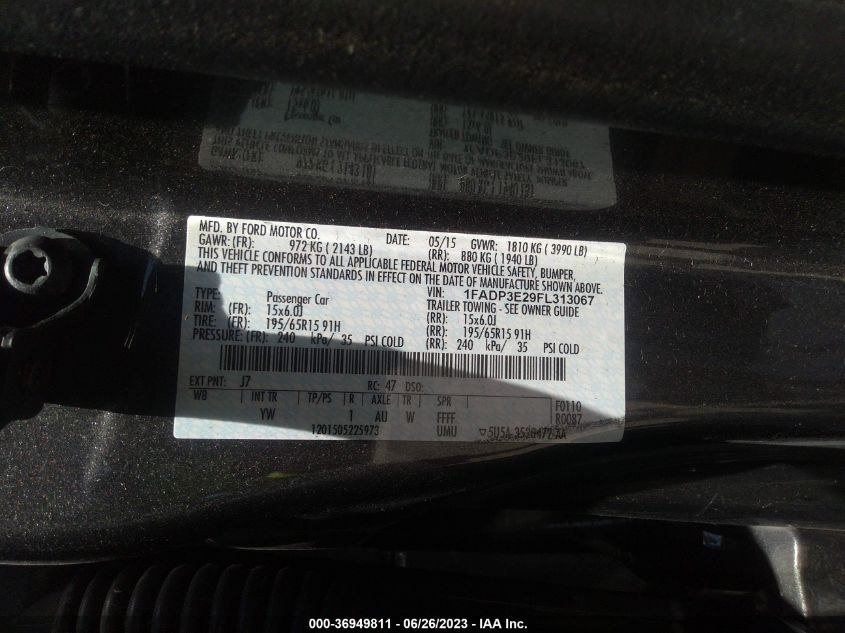 MFD. BY FORD MOTOR CO. DATE: 05/15 GVWR: 1810 KG ( 3990 LB)
GAWR: (FR): 972 KG ( 2143 LB) (RR): 880 KG ( 1940 LB)
THIS VEHICLE CONFORMS TO ALL APPLICABLE FEDERAL MOTOR VEHICLE SAFETY, BUMPER,
AND THEFT PREVENTION STANDARDS IN EFFECT ON THE DATE OF MANUFACTURE SHOWN ABOVE.
VIN: 1FADP3E29FL313067
TYPE: Passenger Car TRAILER TOWING - SEE OWNER GUIDE
RIM: (FR): 15x6.0J (RR): 15x6.0J
TIRE: (FR): 195/65R15 91H (RR): 195/65R15 91H
PRESSURE: (FR): 240 kPa/ 35 PSI COLD (RR): 240 kPa/ 35 PSI COLD
EXT PNT: J7 RC: 47 DSO:
WB INT TR TP/PS R AXLE TR SPR F0110
YW 1 AU W FFFF R0087
1201505225973 UMU
000-36949811 - 06/26/2023 - © IAA Inc.